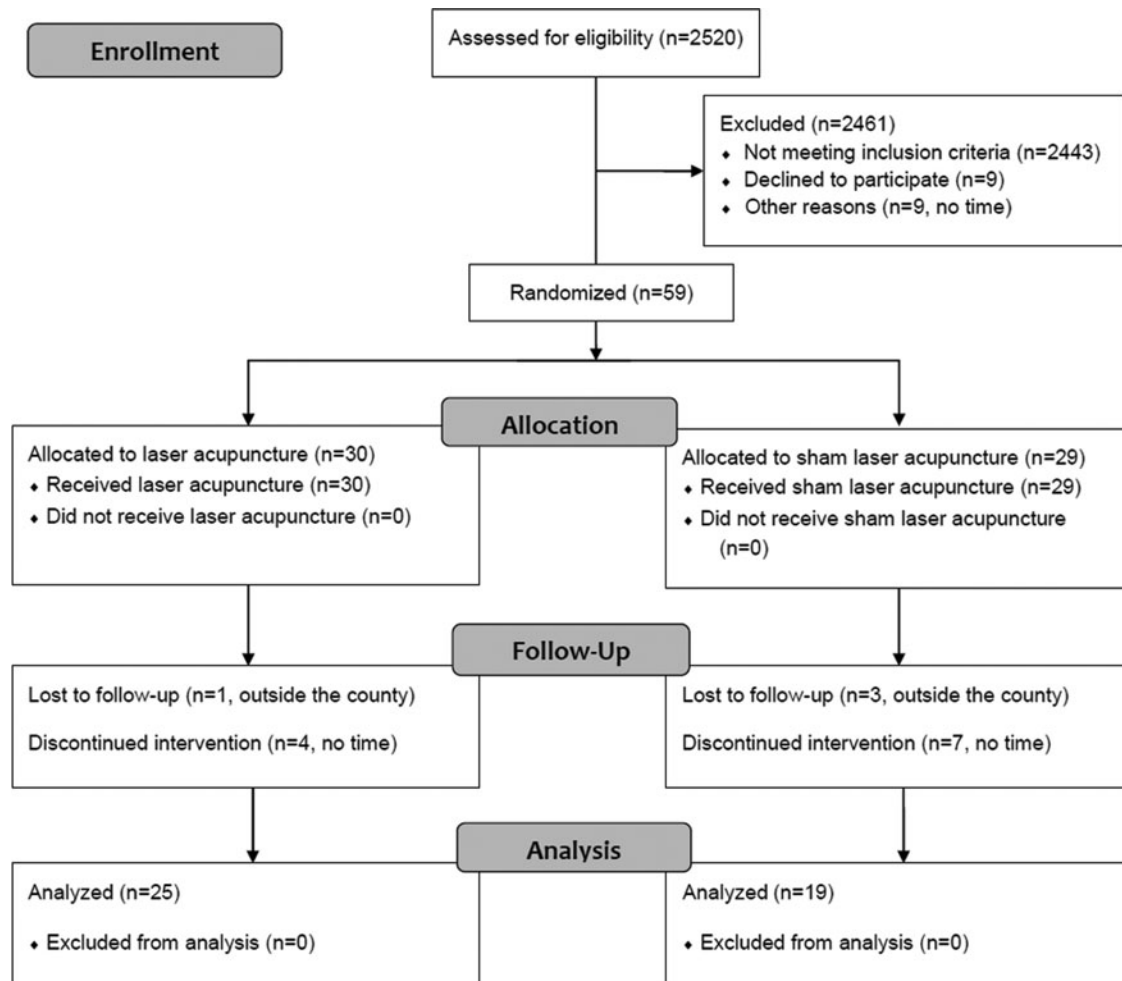 Enrollment
Assessed for eligibility (n=2520)
Excluded (n=2461)
♦ Not meeting inclusion criteria (n=2443)
♦ Declined to participate (n=9)
♦ Other reasons (n=9, no time)
Randomized (n=59)
Allocation
Allocated to laser acupuncture (n=30)
♦ Received laser acupuncture (n=30)
♦ Did not receive laser acupuncture (n=0)
Allocated to sham laser acupuncture (n=29)
♦ Received sham laser acupuncture (n=29)
♦ Did not receive sham laser acupuncture
(n=0)
Follow-Up
Lost to follow-up (n=1, outside the county)
Discontinued intervention (n=4, no time)
Lost to follow-up (n=3, outside the county)
Discontinued intervention (n=7, no time)
Analysis
Analyzed (n=25)
♦ Excluded from analysis (n=0)
Analyzed (n=19)
♦ Excluded from analysis (n=0)